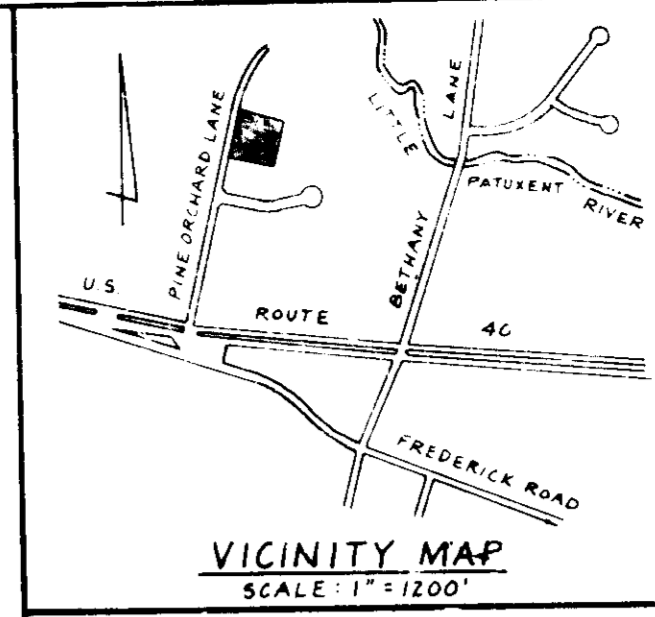 LITTLE
PATUXENT
RIVER
BETHANY
LANE
PINE ORCHARD LANE
U.S.
ROUTE
40
FREDERICK ROAD
VICINITY MAP
SCALE: 1" = 1200'